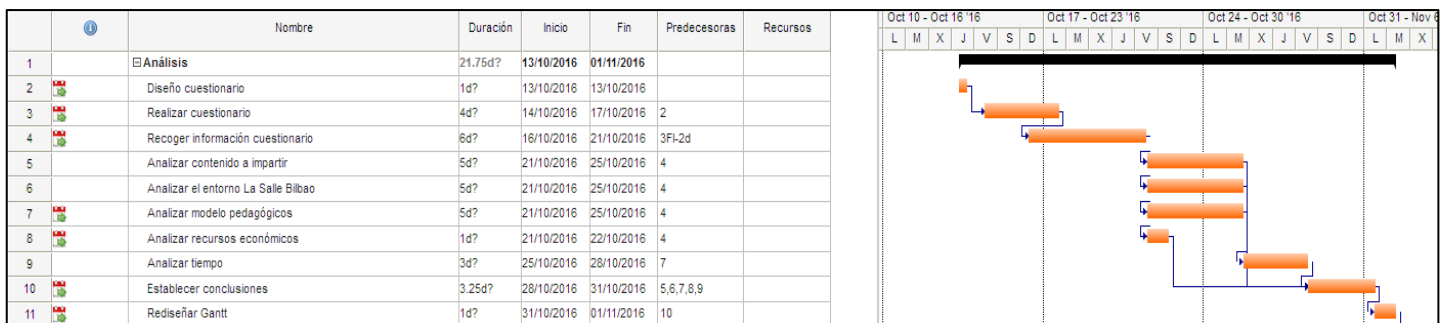 Nombre Duración Inicio Fin Predecesoras Recursos Oct 10 - Oct 16 '16 Oct 17 - Oct 23 '16 Oct 24 - Oct 30 '16 Oct 31 - Nov 6
L M X J V S D L M X J V S D L M X J V S D L M X
1 Análisis 21.75d? 13/10/2016 01/11/2016
2 Diseño cuestionario 1d? 13/10/2016 13/10/2016
3 Realizar cuestionario 4d? 14/10/2016 17/10/2016 2
4 Recoger información cuestionario 6d? 16/10/2016 21/10/2016 3FI-2d
5 Analizar contenido a impartir 5d? 21/10/2016 25/10/2016 4
6 Analizar el entorno La Salle Bilbao 5d? 21/10/2016 25/10/2016 4
7 Analizar modelo pedagógicos 5d? 21/10/2016 25/10/2016 4
8 Analizar recursos económicos 1d? 21/10/2016 22/10/2016 4
9 Analizar tiempo 3d? 25/10/2016 28/10/2016 7
10 Establecer conclusiones 3.25d? 28/10/2016 31/10/2016 5,6,7,8,9
11 Rediseñar Gantt 1d? 31/10/2016 01/11/2016 10